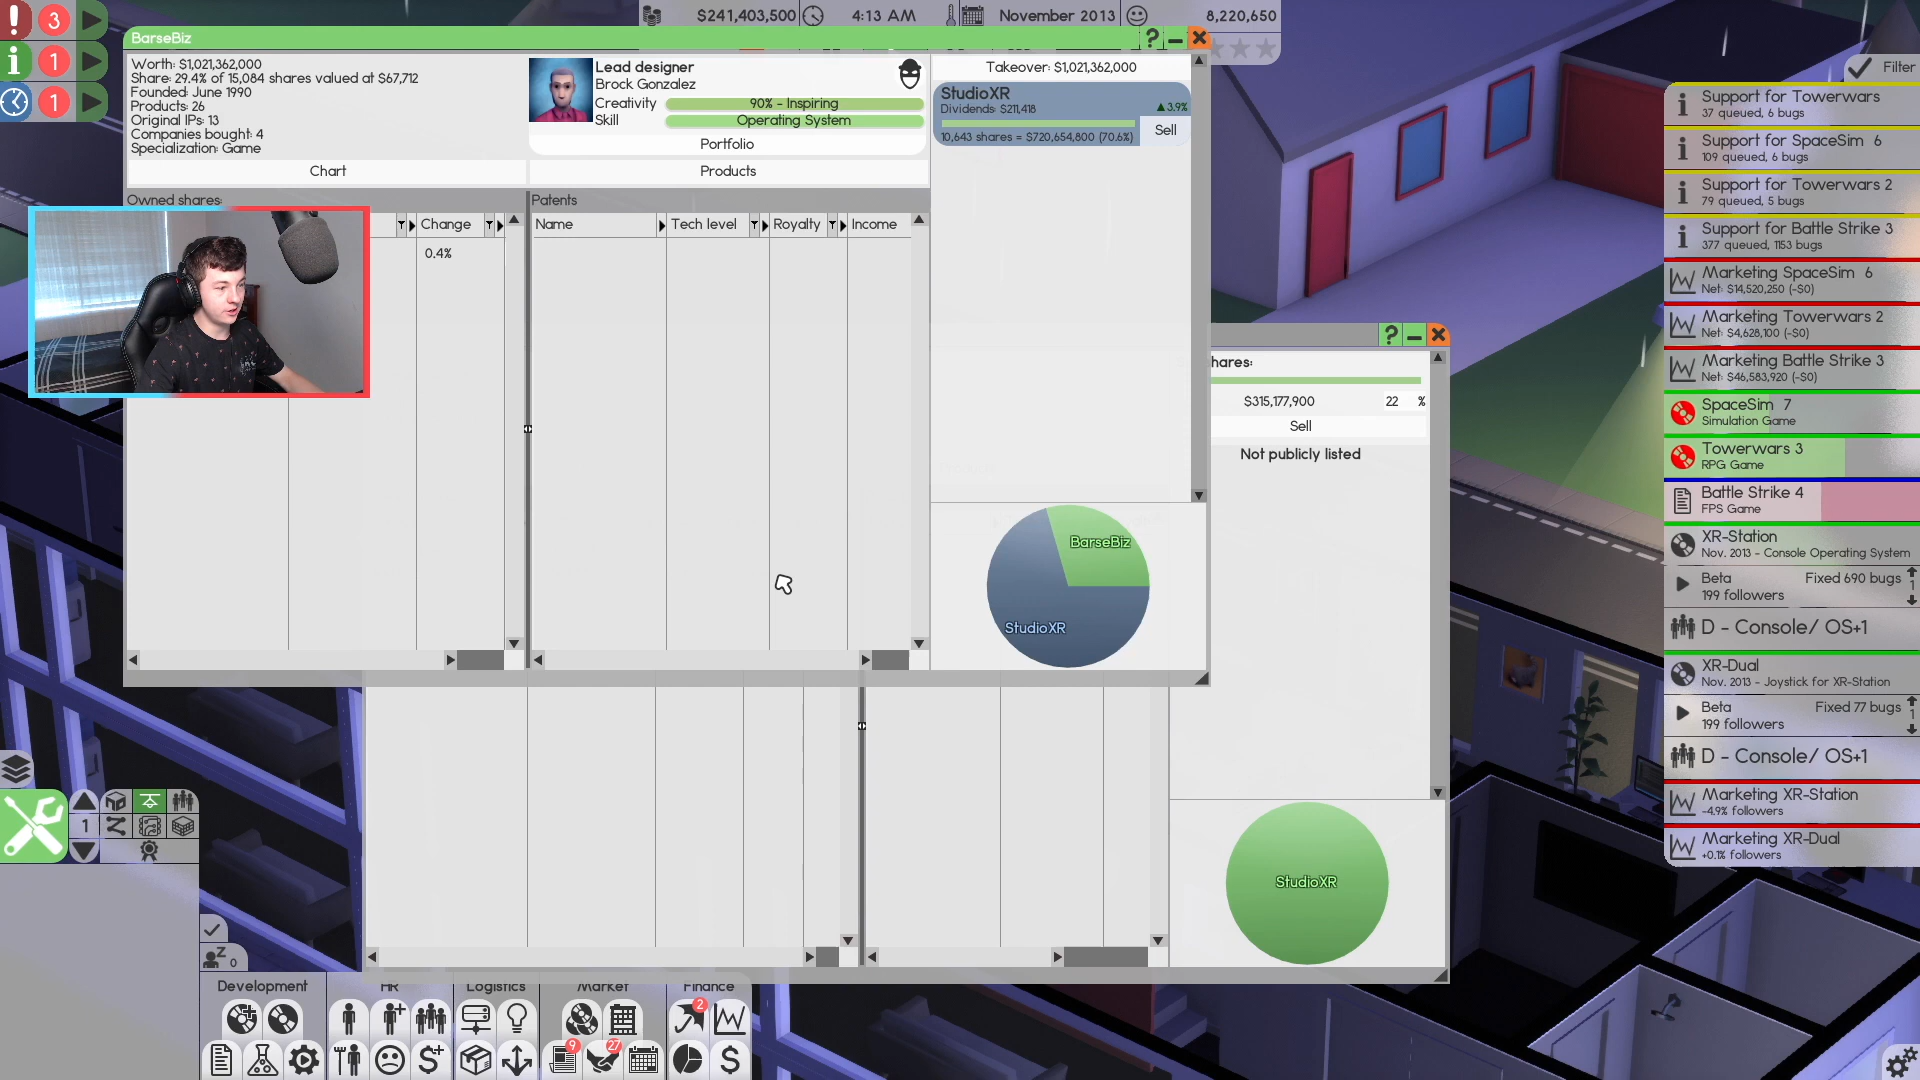 3
1
1
$241,403,500
4:13 AM
November 2013
8,220,650
BarseBiz
?
Worth: $1,021,362,000
Share: 29.4% of 15,084 shares valued at $67,712
Founded: June 1990
Products: 26
Original IPs: 13
Companies bought: 4
Specialization: Game
Chart
Lead designer
Brock Gonzalez
Creativity
90% - Inspiring
Skill
Operating System
Portfolio
Products
Takeover: $1,021,362,000
StudioXR
Dividends: $211,418
3.9%
10,643 shares = $720,654,800 (70.6%)
Sell
Owned shares:
Change
0.4%
Patents
Name
Tech level
Royalty
Income
BarseBiz
StudioXR
?
hares:
$315,177,900
22 %
Sell
Not publicly listed
StudioXR
Filter
Support for Towerwars
37 queued, 6 bugs
Support for SpaceSim 6
109 queued, 6 bugs
Support for Towerwars 2
79 queued, 5 bugs
Support for Battle Strike 3
377 queued, 1153 bugs
Marketing SpaceSim 6
Net: $14,520,250 (-$0)
Marketing Towerwars 2
Net: $4,628,100 (-$0)
Marketing Battle Strike 3
Net: $46,583,920 (-$0)
SpaceSim 7
Simulation Game
Towerwars 3
RPG Game
Battle Strike 4
FPS Game
XR-Station
Nov. 2013 - Console Operating System
Beta
Fixed 690 bugs
199 followers
1
D - Console/ OS+1
XR-Dual
Nov. 2013 - Joystick for XR-Station
Beta
Fixed 77 bugs
199 followers
1
D - Console/ OS+1
Marketing XR-Station
-4.9% followers
Marketing XR-Dual
+0.1% followers
1
0
Development
HR
Logistics
Market
Finance
2
9
27